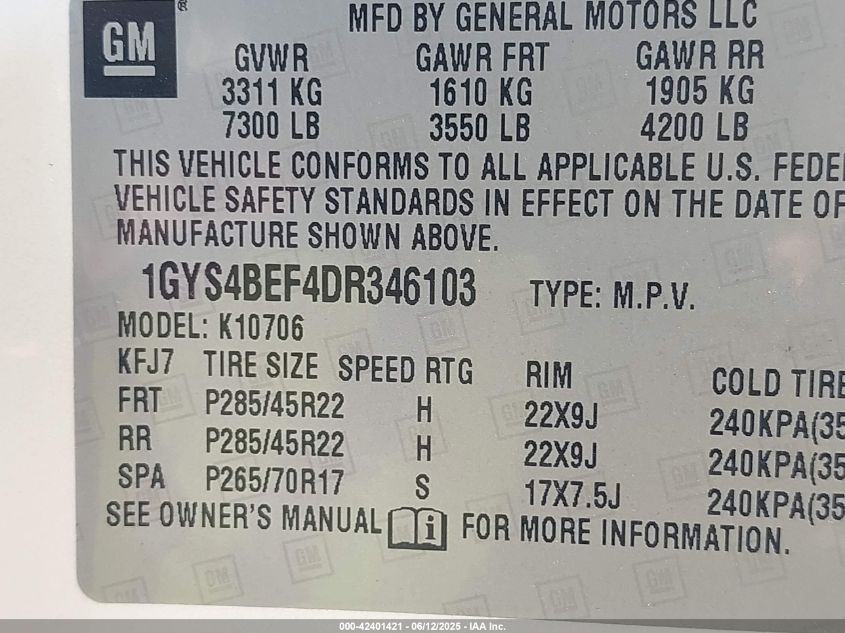 GM®
MFD BY GENERAL MOTORS LLC
GVWR GAWR FRT GAWR RR
3311 KG 1610 KG 1905 KG
7300 LB 3550 LB 4200 LB
THIS VEHICLE CONFORMS TO ALL APPLICABLE U.S. FEDE
VEHICLE SAFETY STANDARDS IN EFFECT ON THE DATE OF
MANUFACTURE SHOWN ABOVE.
1GYS4BEF4DR346103 TYPE: M.P.V.
MODEL: K10706
KFJ7 TIRE SIZE SPEED RTG RIM COLD TIRE
FRT P285/45R22 H 22X9J 240KPA(35
RR P285/45R22 H 22X9J 240KPA(35
SPA P265/70R17 S 17X7.5J 240KPA(35
SEE OWNER'S MANUAL i FOR MORE INFORMATION.
000-42401421 - 06/12/2025 - IAA Inc.